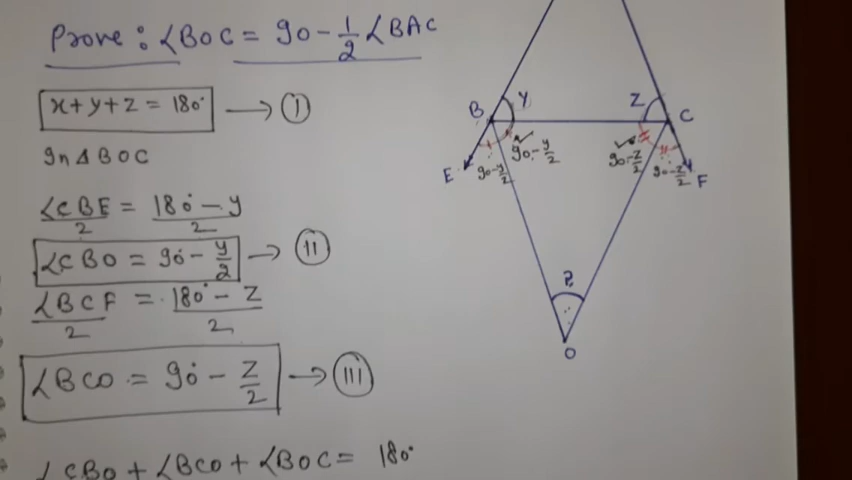 Prove : ∠BOC = 90 - 1/2 ∠BAC
x+y+z = 180° → (I)
In Δ BOC
∠CBE/2 = 180° - y/2
∠CBO = 90° - y/2 → (II)
∠BCF/2 = 180° - z/2
∠BCO = 90° - z/2 → (III)
∠CBO + ∠BCO + ∠BOC = 180°
B
y
z
C
E
90-y/2
90-y/2
90-z/2
90-z/2
F
?
O